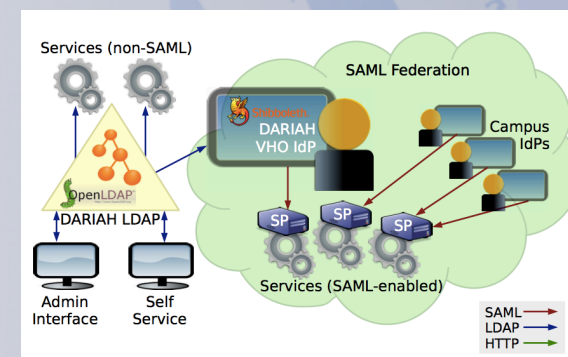 Services (non-SAML)
SAML Federation
Shibboleth
DARIAH
VHO IdP
Campus
IdPs
OpenLDAP
DARIAH LDAP
SP
SP
SP
Services (SAML-enabled)
Admin
Interface
Self
Service
SAML
LDAP
HTTP